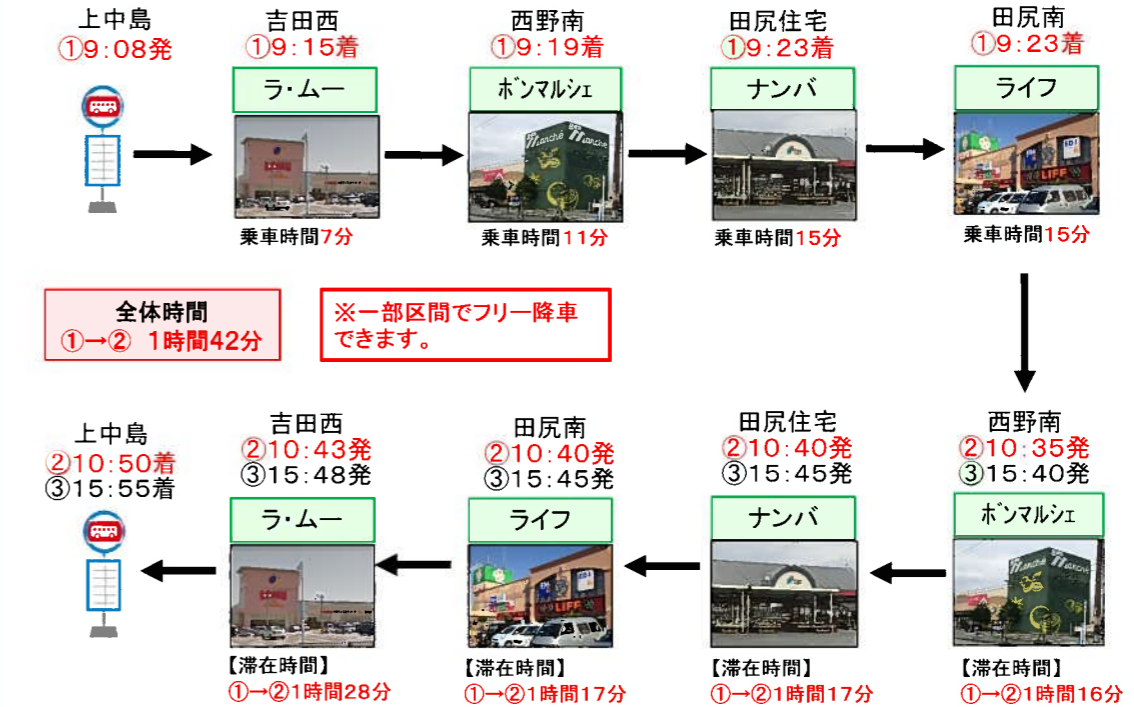 上中島
①9:08発
吉田西
①9:15着
ラ・ムー
乗車時間7分
西野南
①9:19着
ボンマルシェ
乗車時間11分
田尻住宅
①9:23着
ナンバ
乗車時間15分
田尻南
①9:23着
ライフ
LIFE
乗車時間15分
全体時間
①→② 1時間42分
※一部区間でフリー降車
できます。
上中島
②10:50着
③15:55着
吉田西
②10:43発
③15:48発
ラ・ムー
【滞在時間】
①→②1時間28分
田尻南
②10:40発
③15:45発
ライフ
LIFE
【滞在時間】
①→②1時間17分
田尻住宅
②10:40発
③15:45発
ナンバ
【滞在時間】
①→②1時間17分
西野南
②10:35発
③15:40発
ボンマルシェ
【滞在時間】
①→②1時間16分